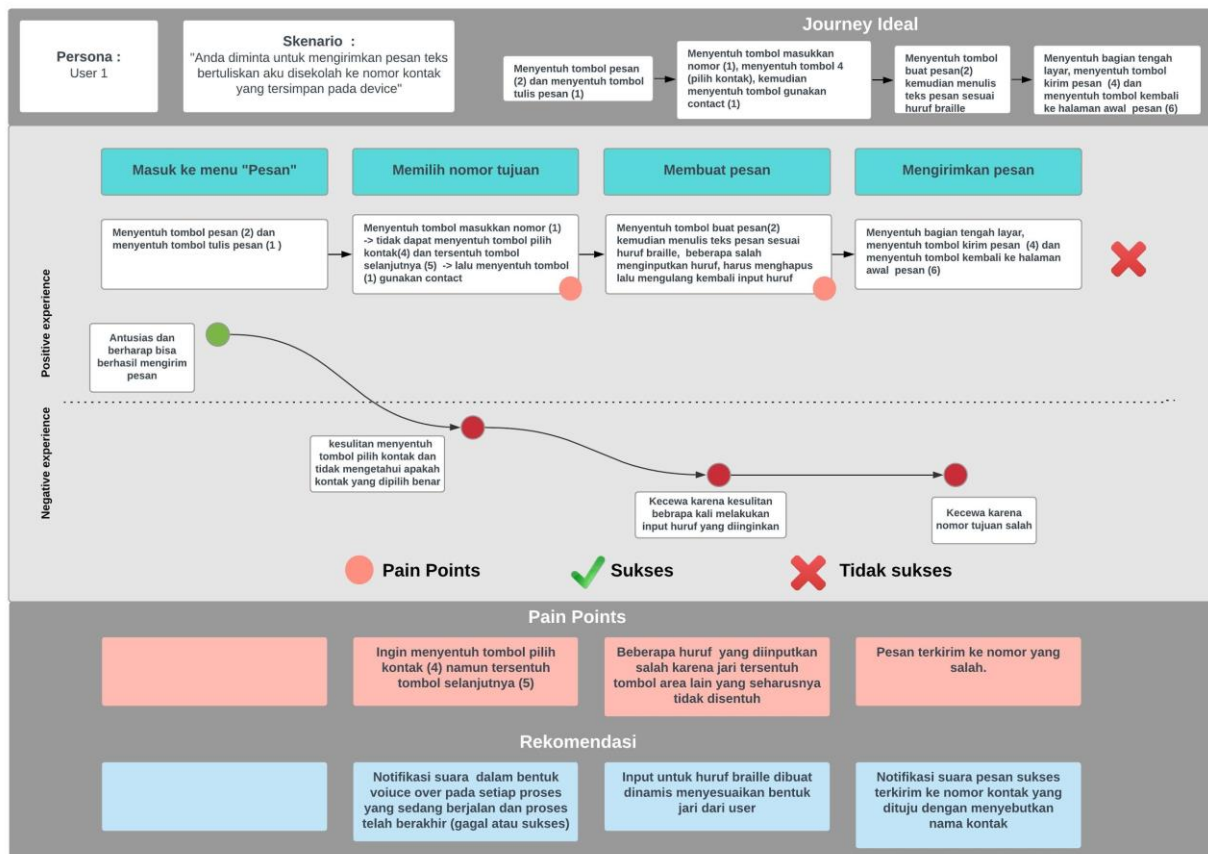 Journey Ideal
Persona :
User 1
Skenario :
"Anda diminta untuk mengirimkan pesan teks
bertuliskan aku disekolah ke nomor kontak
yang tersimpan pada device"
Menyentuh tombol pesan
(2) dan menyentuh tombol
tulis pesan (1)
Menyentuh tombol masukkan
nomor (1), menyentuh tombol 4
(pilih kontak), kemudian
menyentuh tombol gunakan
contact (1)
Menyentuh tombol
buat pesan(2)
kemudian menulis
teks pesan sesuai
huruf braille
Menyentuh bagian tengah
layar, menyentuh tombol
kirim pesan (4) dan
menyentuh tombol kembali
ke halaman awal pesan (6)
Masuk ke menu "Pesan"
Memilih nomor tujuan
Membuat pesan
Mengirimkan pesan
Menyentuh tombol pesan (2) dan
menyentuh tombol tulis pesan (1 )
Menyentuh tombol masukkan nomor (1)
-> tidak dapat menyentuh tombol pilih
kontak(4) dan tersentuh tombol
selanjutnya (5) -> lalu menyentuh tombol
(1) gunakan contact
Menyentuh tombol buat pesan(2)
kemudian menulis teks pesan sesuai
huruf braille, beberapa salah
menginputkan huruf, harus menghapus
lalu mengulang kembali input huruf
Menyentuh bagian tengah layar,
menyentuh tombol kirim pesan (4) dan
menyentuh tombol kembali ke halaman
awal pesan (6)
Positive experience
Antusias dan
berharap bisa
berhasil mengirim
pesan
Negative experience
kesulitan menyentuh
tombol pilih kontak dan
tidak mengetahui apakah
kontak yang dipilih benar
Kecewa karena kesulitan
bebrapa kali melakukan
input huruf yang diinginkan
Kecewa karena
nomor tujuan salah
Pain Points
Sukses
Tidak sukses
Pain Points
Ingin menyentuh tombol pilih
kontak (4) namun tersentuh
tombol selanjutnya (5)
Beberapa huruf yang diinputkan
salah karena jari tersentuh
tombol area lain yang seharusnya
tidak disentuh
Pesan terkirim ke nomor yang
salah.
Rekomendasi
Notifikasi suara dalam bentuk
voiuce over pada setiap proses
yang sedang berjalan dan proses
telah berakhir (gagal atau sukses)
Input untuk huruf braille dibuat
dinamis menyesuaikan bentuk
jari dari user
Notifikasi suara pesan sukses
terkirim ke nomor kontak yang
dituju dengan menyebutkan
nama kontak